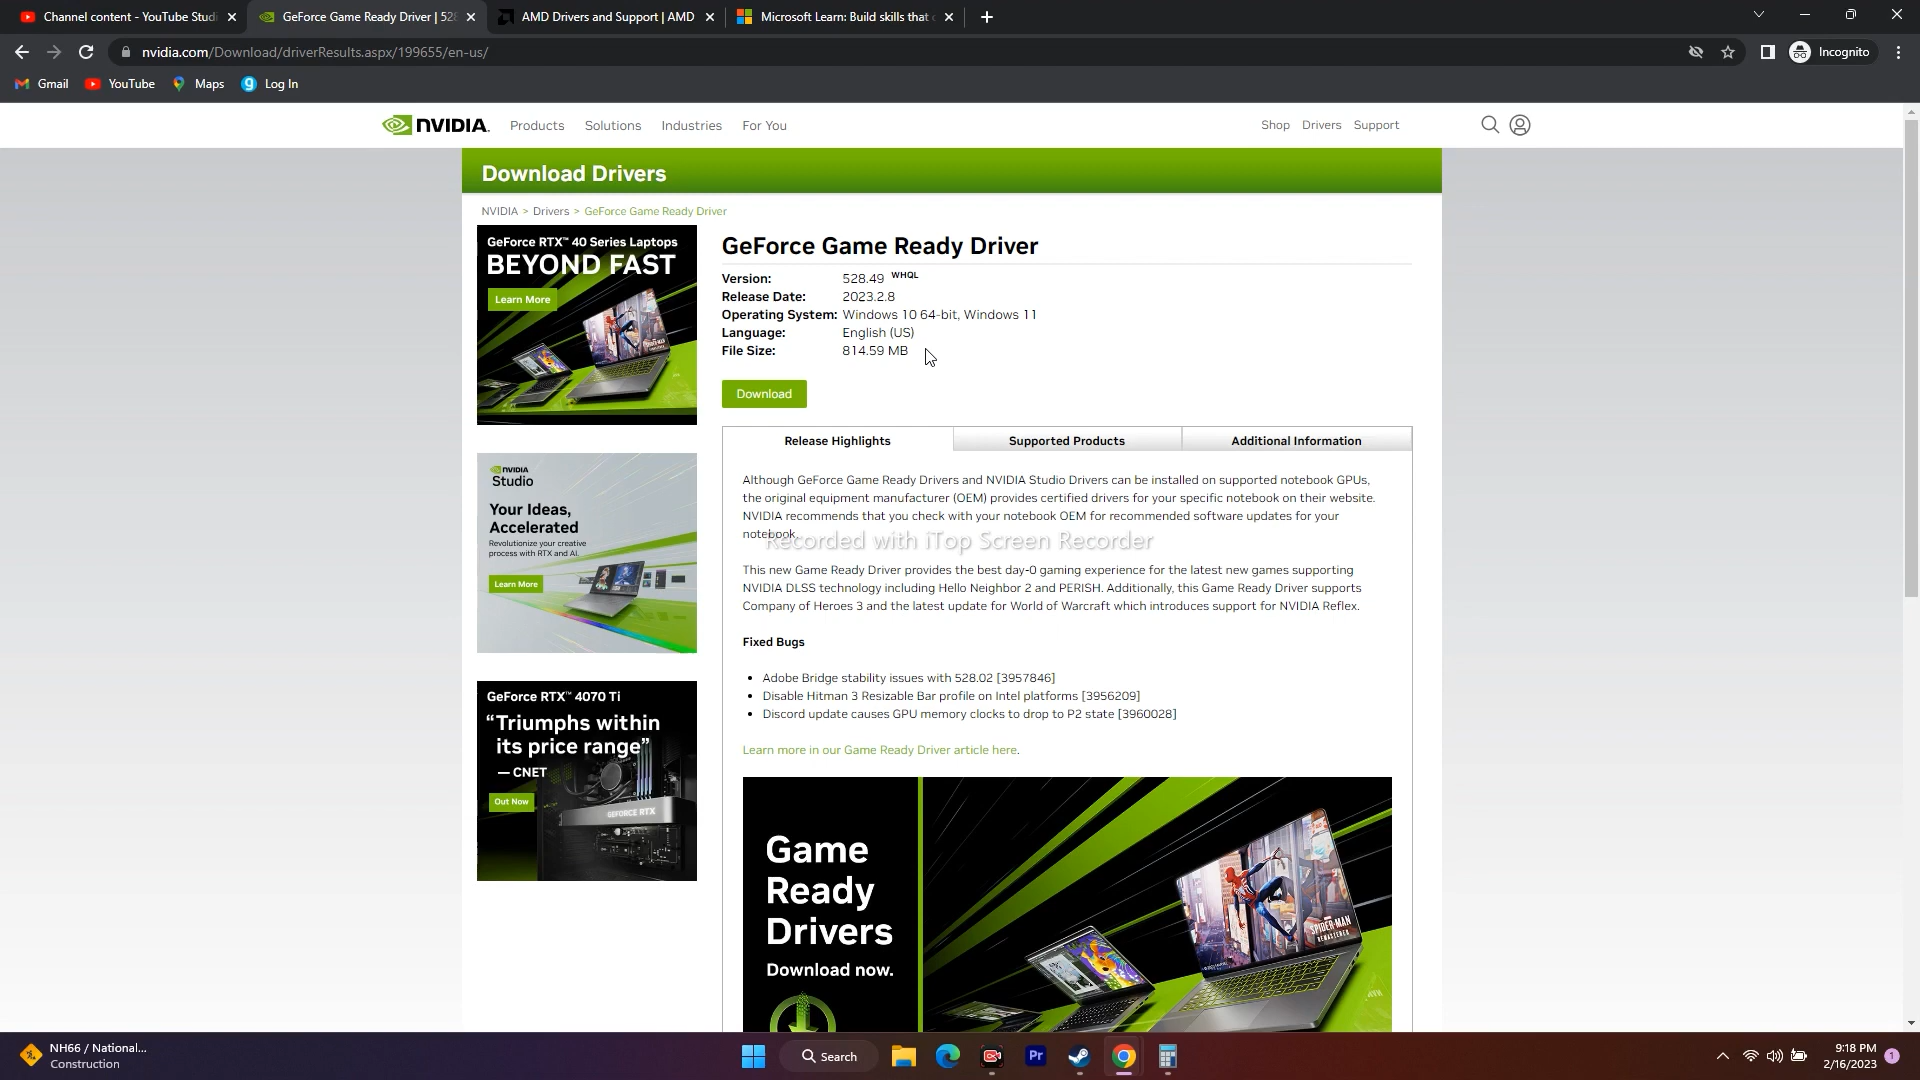 Channel content - YouTube Studi
GeForce Game Ready Driver | 528
AMD Drivers and Support | AMD
Microsoft Learn: Build skills that
nvidia.com/Download/driverResults.aspx/199655/en-us/
Incognito
Gmail
YouTube
Maps
Log In
NVIDIA.
Products
Solutions
Industries
For You
Shop
Drivers
Support
Download Drivers
NVIDIA > Drivers > GeForce Game Ready Driver
GeForce RTX™ 40 Series Laptops
BEYOND FAST
Learn More
GeForce Game Ready Driver
Version: 528.49 WHQL
Release Date: 2023.2.8
Operating System: Windows 10 64-bit, Windows 11
Language: English (US)
File Size: 814.59 MB
Download
NVIDIA
Studio
Your Ideas,
Accelerated
Revolutionize your creative
process with RTX and AI.
Learn More
GeForce RTX™ 4070 Ti
“Triumphs within
its price range”
— CNET
Out Now
GEFORCE RTX
Release Highlights
Supported Products
Additional Information
Although GeForce Game Ready Drivers and NVIDIA Studio Drivers can be installed on supported notebook GPUs,
the original equipment manufacturer (OEM) provides certified drivers for your specific notebook on their website.
NVIDIA recommends that you check with your notebook OEM for recommended software updates for your
notebook.
Recorded with iTop Screen Recorder
This new Game Ready Driver provides the best day-0 gaming experience for the latest new games supporting
NVIDIA DLSS technology including Hello Neighbor 2 and PERISH. Additionally, this Game Ready Driver supports
Company of Heroes 3 and the latest update for World of Warcraft which introduces support for NVIDIA Reflex.
Fixed Bugs
• Adobe Bridge stability issues with 528.02 [3957846]
• Disable Hitman 3 Resizable Bar profile on Intel platforms [3956209]
• Discord update causes GPU memory clocks to drop to P2 state [3960028]
Learn more in our Game Ready Driver article here.
Game
Ready
Drivers
Download now.
SPIDER-MAN
REMASTERED
NH66 / National...
Construction
Search
Pr
9:18 PM
2/16/2023
1